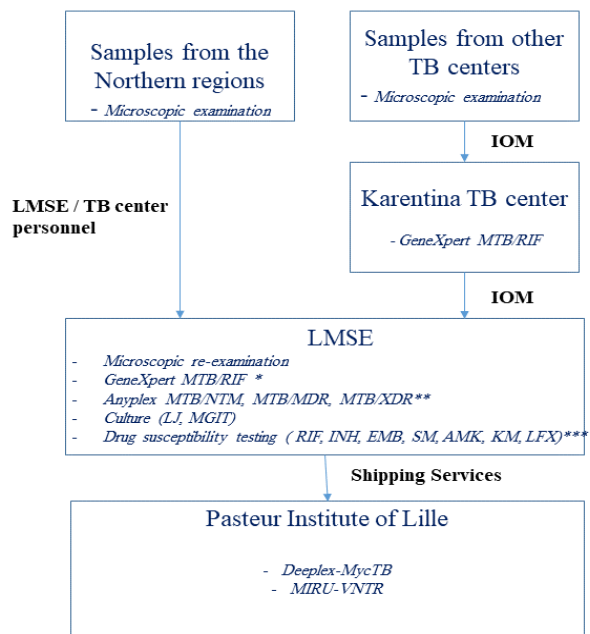 Samples from the
Northern regions
- Microscopic examination
Samples from other
TB centers
- Microscopic examination
IOM
LMSE / TB center
personnel
Karentina TB center
- GeneXpert MTB/RIF
IOM
LMSE
- Microscopic re-examination
- GeneXpert MTB/RIF *
- Anyplex MTB/NTM, MTB/MDR, MTB/XDR**
- Culture (LJ, MGIT)
- Drug susceptibility testing ( RIF, INH, EMB, SM, AMK, KM, LFX)***
Shipping Services
Pasteur Institute of Lille
- Deeplex-MycTB
- MIRU-VNTR